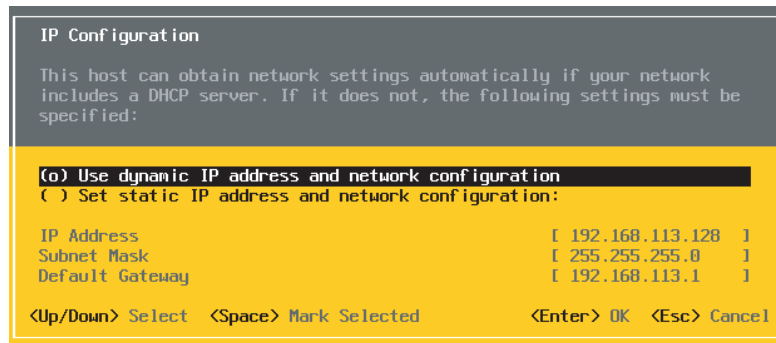 IP Configuration
This host can obtain network settings automatically if your network
includes a DHCP server. If it does not, the following settings must be
specified:
(o) Use dynamic IP address and network configuration
( ) Set static IP address and network configuration:
IP Address [ 192.168.113.128 ]
Subnet Mask [ 255.255.255.0 ]
Default Gateway [ 192.168.113.1 ]
<Up/Down> Select <Space> Mark Selected <Enter> OK <Esc> Cancel